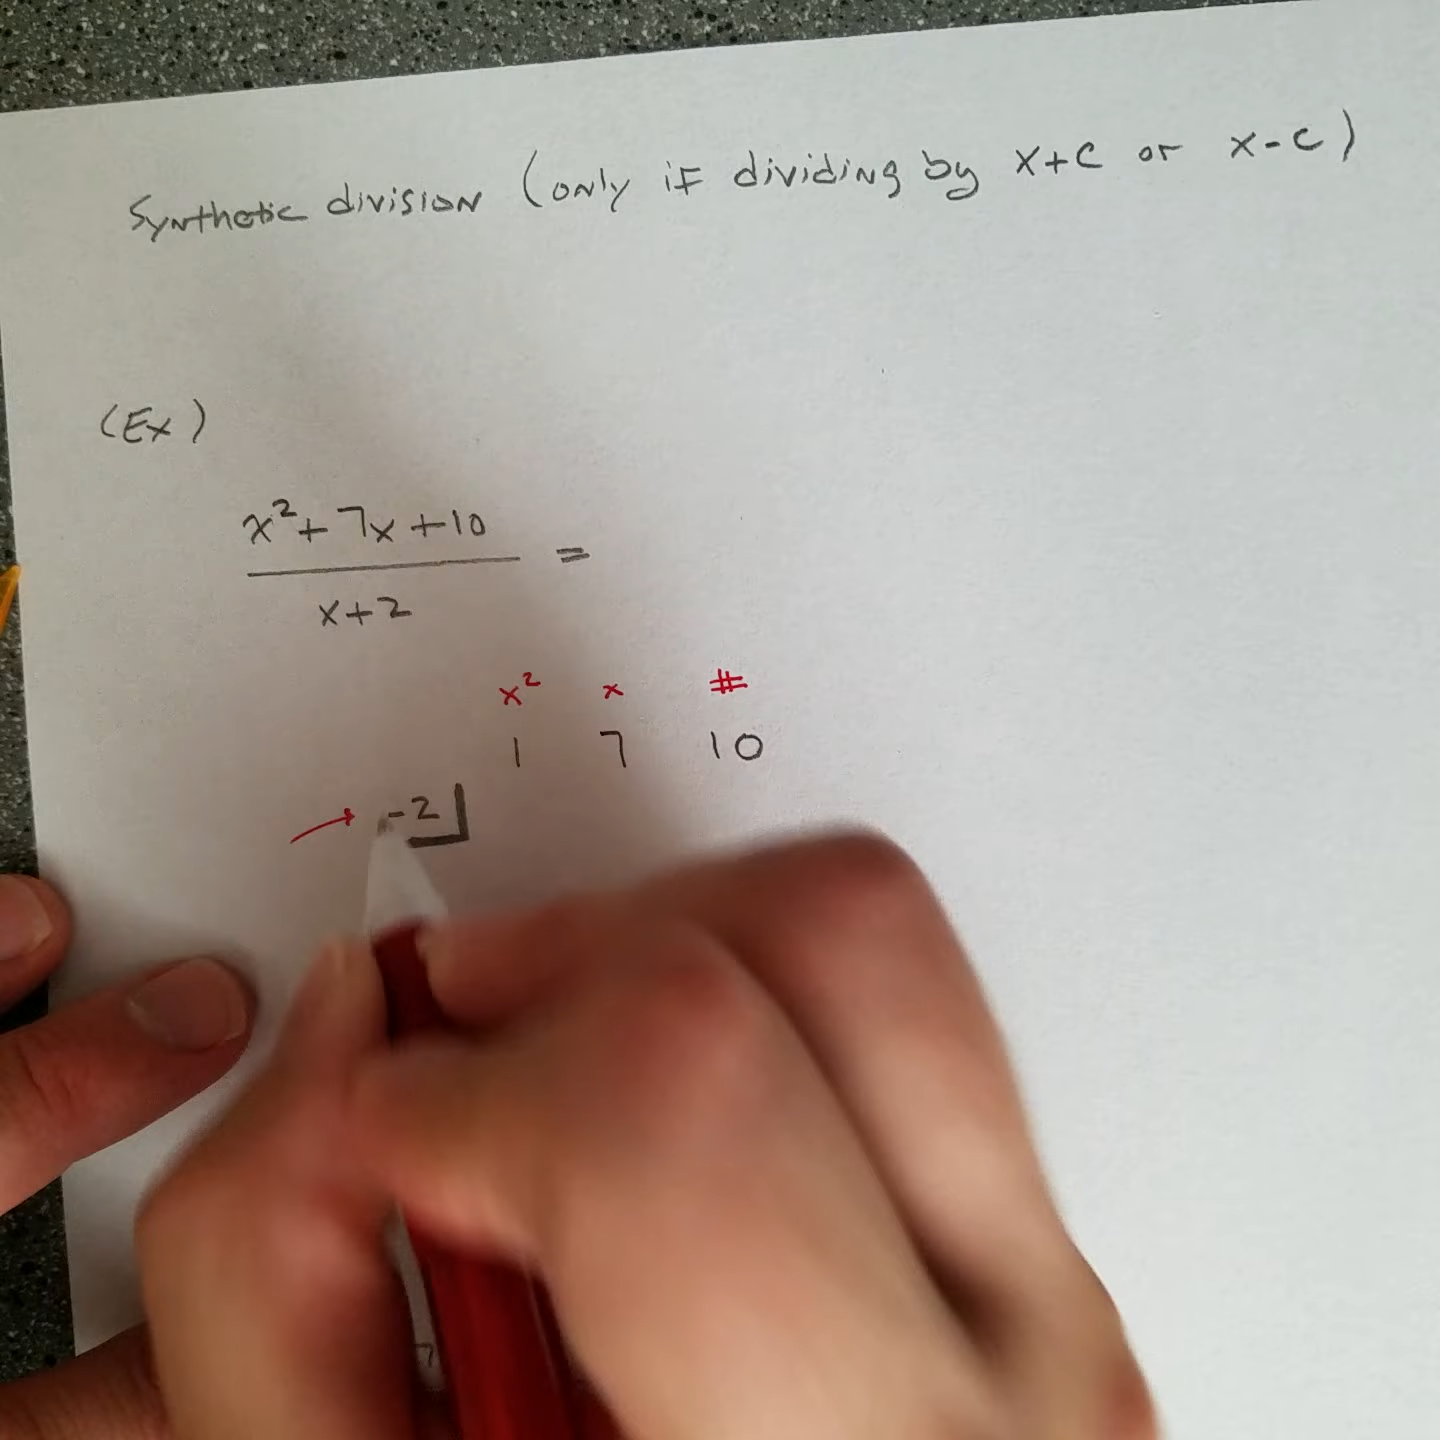 Synthetic division (only if dividing by x+c or x-c)
(Ex)
x²+7x+10
=
x+2
x² x #
1 7 10
-2